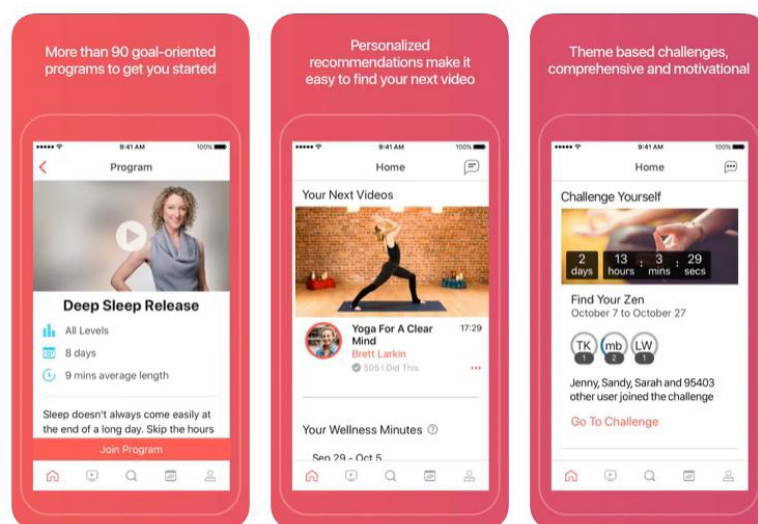 More than 90 goal-oriented
programs to get you started
9:41 AM
100%
Program
Deep Sleep Release
All Levels
8 days
9 mins average length
Sleep doesn't always come easily at
the end of a long day. Skip the hours
Join Program
Personalized
recommendations make it
easy to find your next video
9:41 AM
100%
Home
Your Next Videos
Yoga For A Clear
Mind
17:29
Brett Larkin
505 I Did This
Your Wellness Minutes ?
Sep 29 - Oct 5
Theme based challenges,
comprehensive and motivational
9:41 AM
100%
Home
Challenge Yourself
2 13 : 3 : 29
days hours mins secs
Find Your Zen
October 7 to October 27
TK mb LW
1 2 1
Jenny, Sandy, Sarah and 95403
other user joined the challenge
Go To Challenge